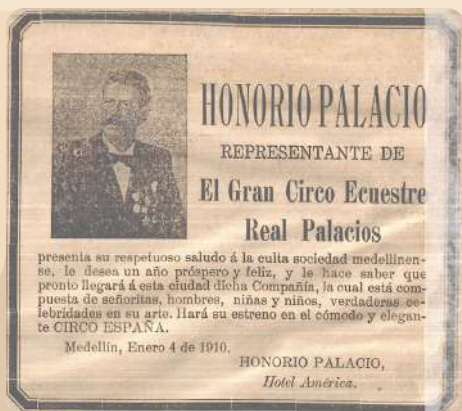 HONORIO PALACIO
REPRESENTANTE DE
El Gran Circo Ecuestre
Real Palacios
presenta su respetuoso saludo á la culta sociedad medellinen-
se, le desea un año próspero y feliz, y le hace saber que
pronto llegará á esta ciudad dicha Compañía, la cual está com-
puesta de señoritas, hombres, niñas y niños, verdaderas ce-
lebridades en su arte. Hará su estreno en el cómodo y elegan-
te CIRCO ESPAÑA.
Medellín, Enero 4 de 1910.
HONORIO PALACIO,
Hotel América.